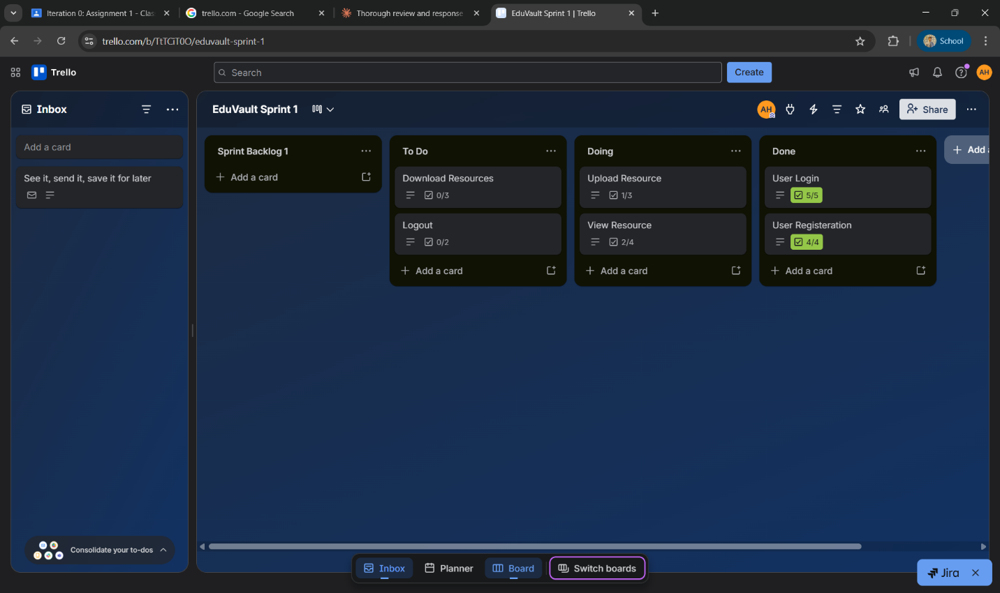 Iteration 0: Assignment 1 - Clas
trello.com - Google Search
Thorough review and response
EduVault Sprint 1 | Trello
trello.com/b/TtTCiT0O/eduvault-sprint-1
School
Trello
Search
Create
AH
Inbox
EduVault Sprint 1
AH
Share
Add a card
See it, send it, save it for later
Sprint Backlog 1
Add a card
To Do
Download Resources
0/3
Logout
0/2
Add a card
Doing
Upload Resource
1/3
View Resource
2/4
Add a card
Done
User Login
5/5
User Registeration
4/4
Add a card
Add a
Consolidate your to-dos
Inbox
Planner
Board
Switch boards
Jira